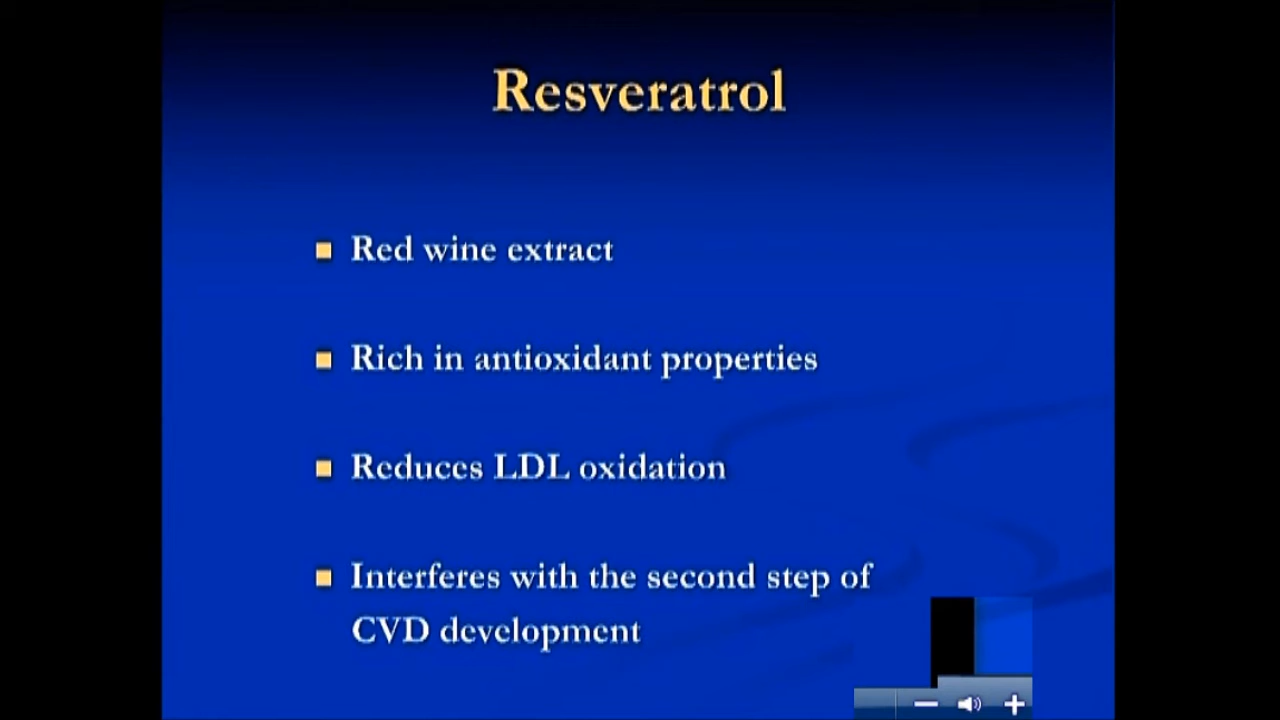 Resveratrol
Red wine extract
Rich in antioxidant properties
Reduces LDL oxidation
Interferes with the second step of
CVD development